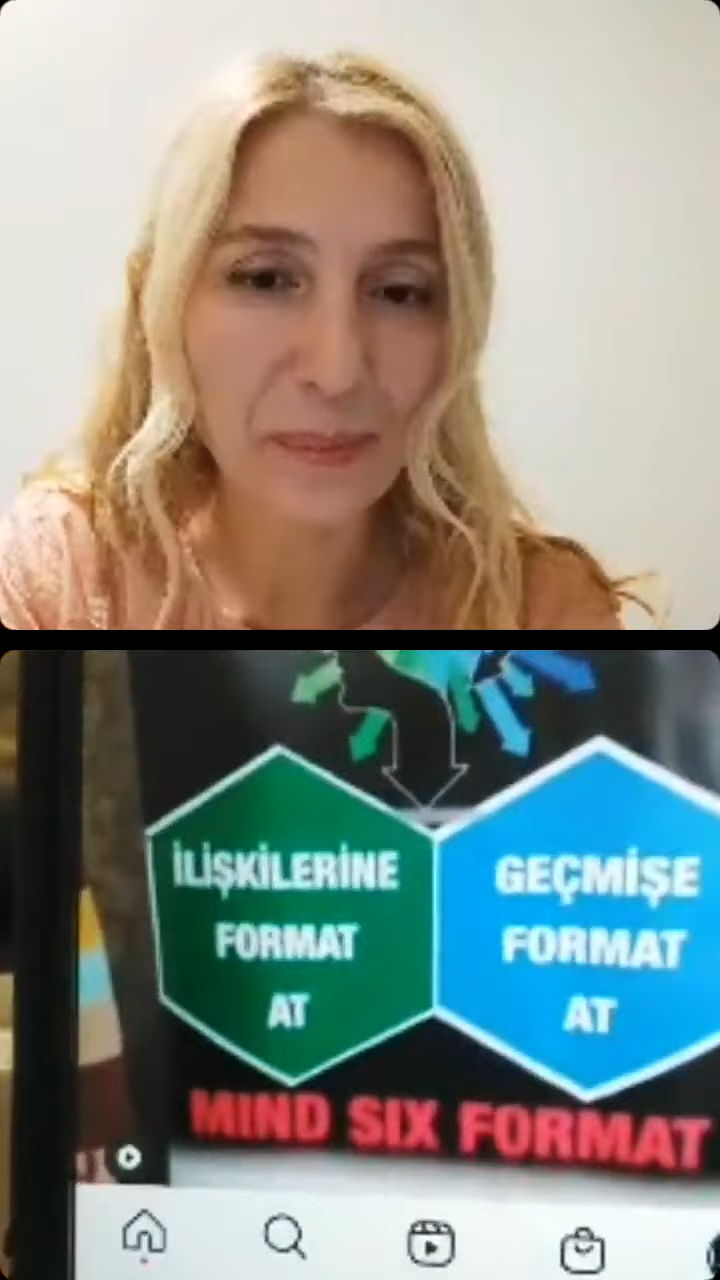 İLİŞKİLERİNE
FORMAT
AT
GEÇMİŞE
FORMAT
AT
MIND SIX FORMAT